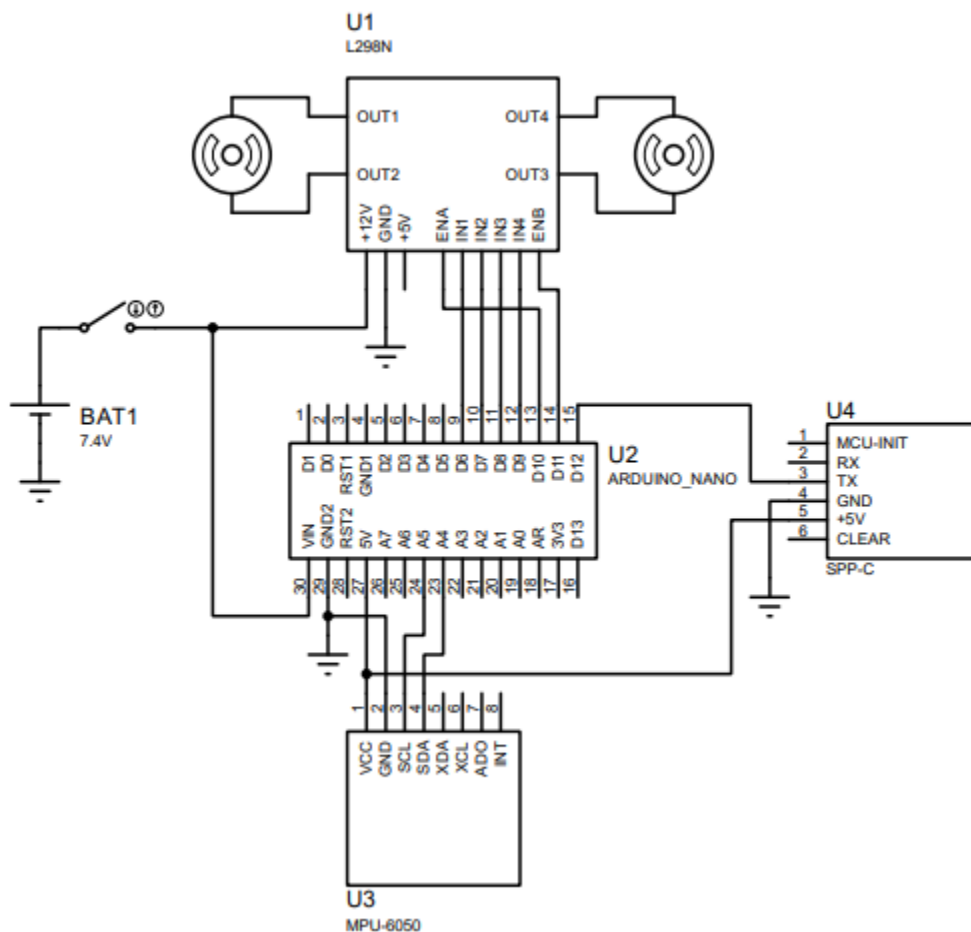 U1
L298N
OUT1
OUT4
OUT2
OUT3
+12V
GND
+5V
ENA
IN1
IN2
IN3
IN4
ENB
BAT1
7.4V
1
2
3
4
5
6
7
8
9
10
11
12
13
14
15
D1
D0
RST1
GND1
D2
D3
D4
D5
D6
D7
D8
D9
D10
D11
D12
U2
ARDUINO_NANO
VIN
GND2
RST2
5V
A7
A6
A5
A4
A3
A2
A1
A0
AR
3V3
D13
30
29
28
27
26
25
24
23
22
21
20
19
18
17
16
U4
1 MCU-INIT
2 RX
3 TX
4 GND
5 +5V
6 CLEAR
SPP-C
1
2
3
4
5
6
7
8
VCC
GND
SCL
SDA
XDA
XCL
ADO
INT
U3
MPU-6050